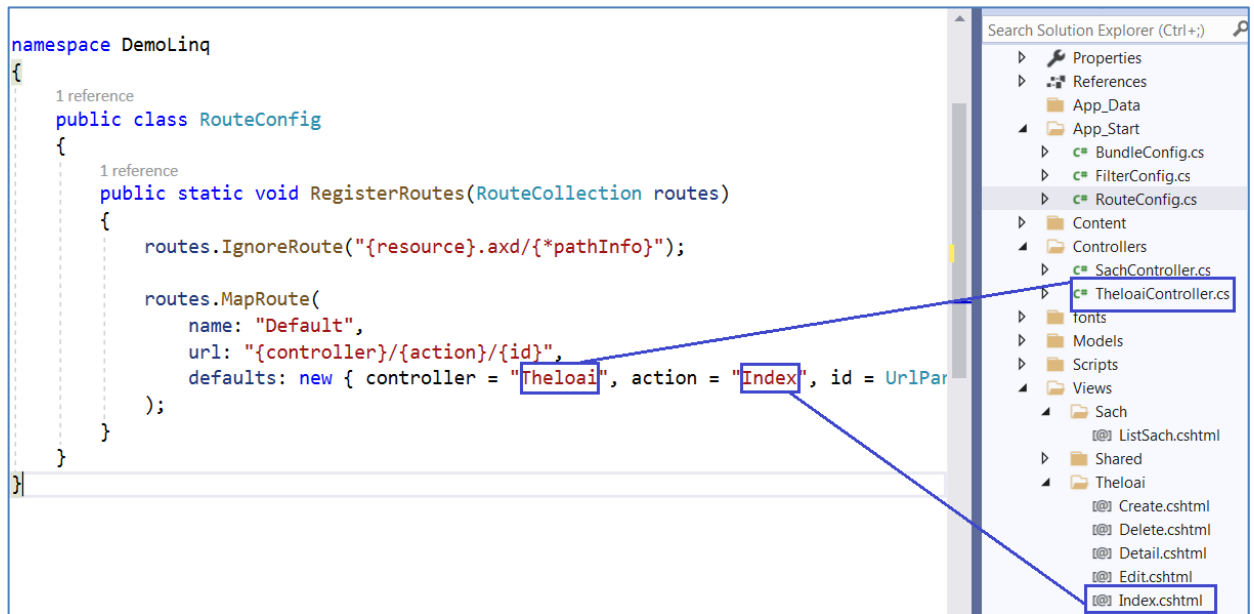 namespace DemoLinq
{
1 reference
public class RouteConfig
{
1 reference
public static void RegisterRoutes(RouteCollection routes)
{
routes.IgnoreRoute("{resource}.axd/{*pathInfo}");
routes.MapRoute(
name: "Default",
url: "{controller}/{action}/{id}",
defaults: new { controller = "Theloai", action = "Index", id = UrlPar
);
}
}
}
Search Solution Explorer (Ctrl+;)
Properties
References
App_Data
App_Start
C# BundleConfig.cs
C# FilterConfig.cs
C# RouteConfig.cs
Content
Controllers
C# SachController.cs
C# TheloaiController.cs
fonts
Models
Scripts
Views
Sach
[@] ListSach.cshtml
Shared
Theloai
[@] Create.cshtml
[@] Delete.cshtml
[@] Detail.cshtml
[@] Edit.cshtml
[@] Index.cshtml